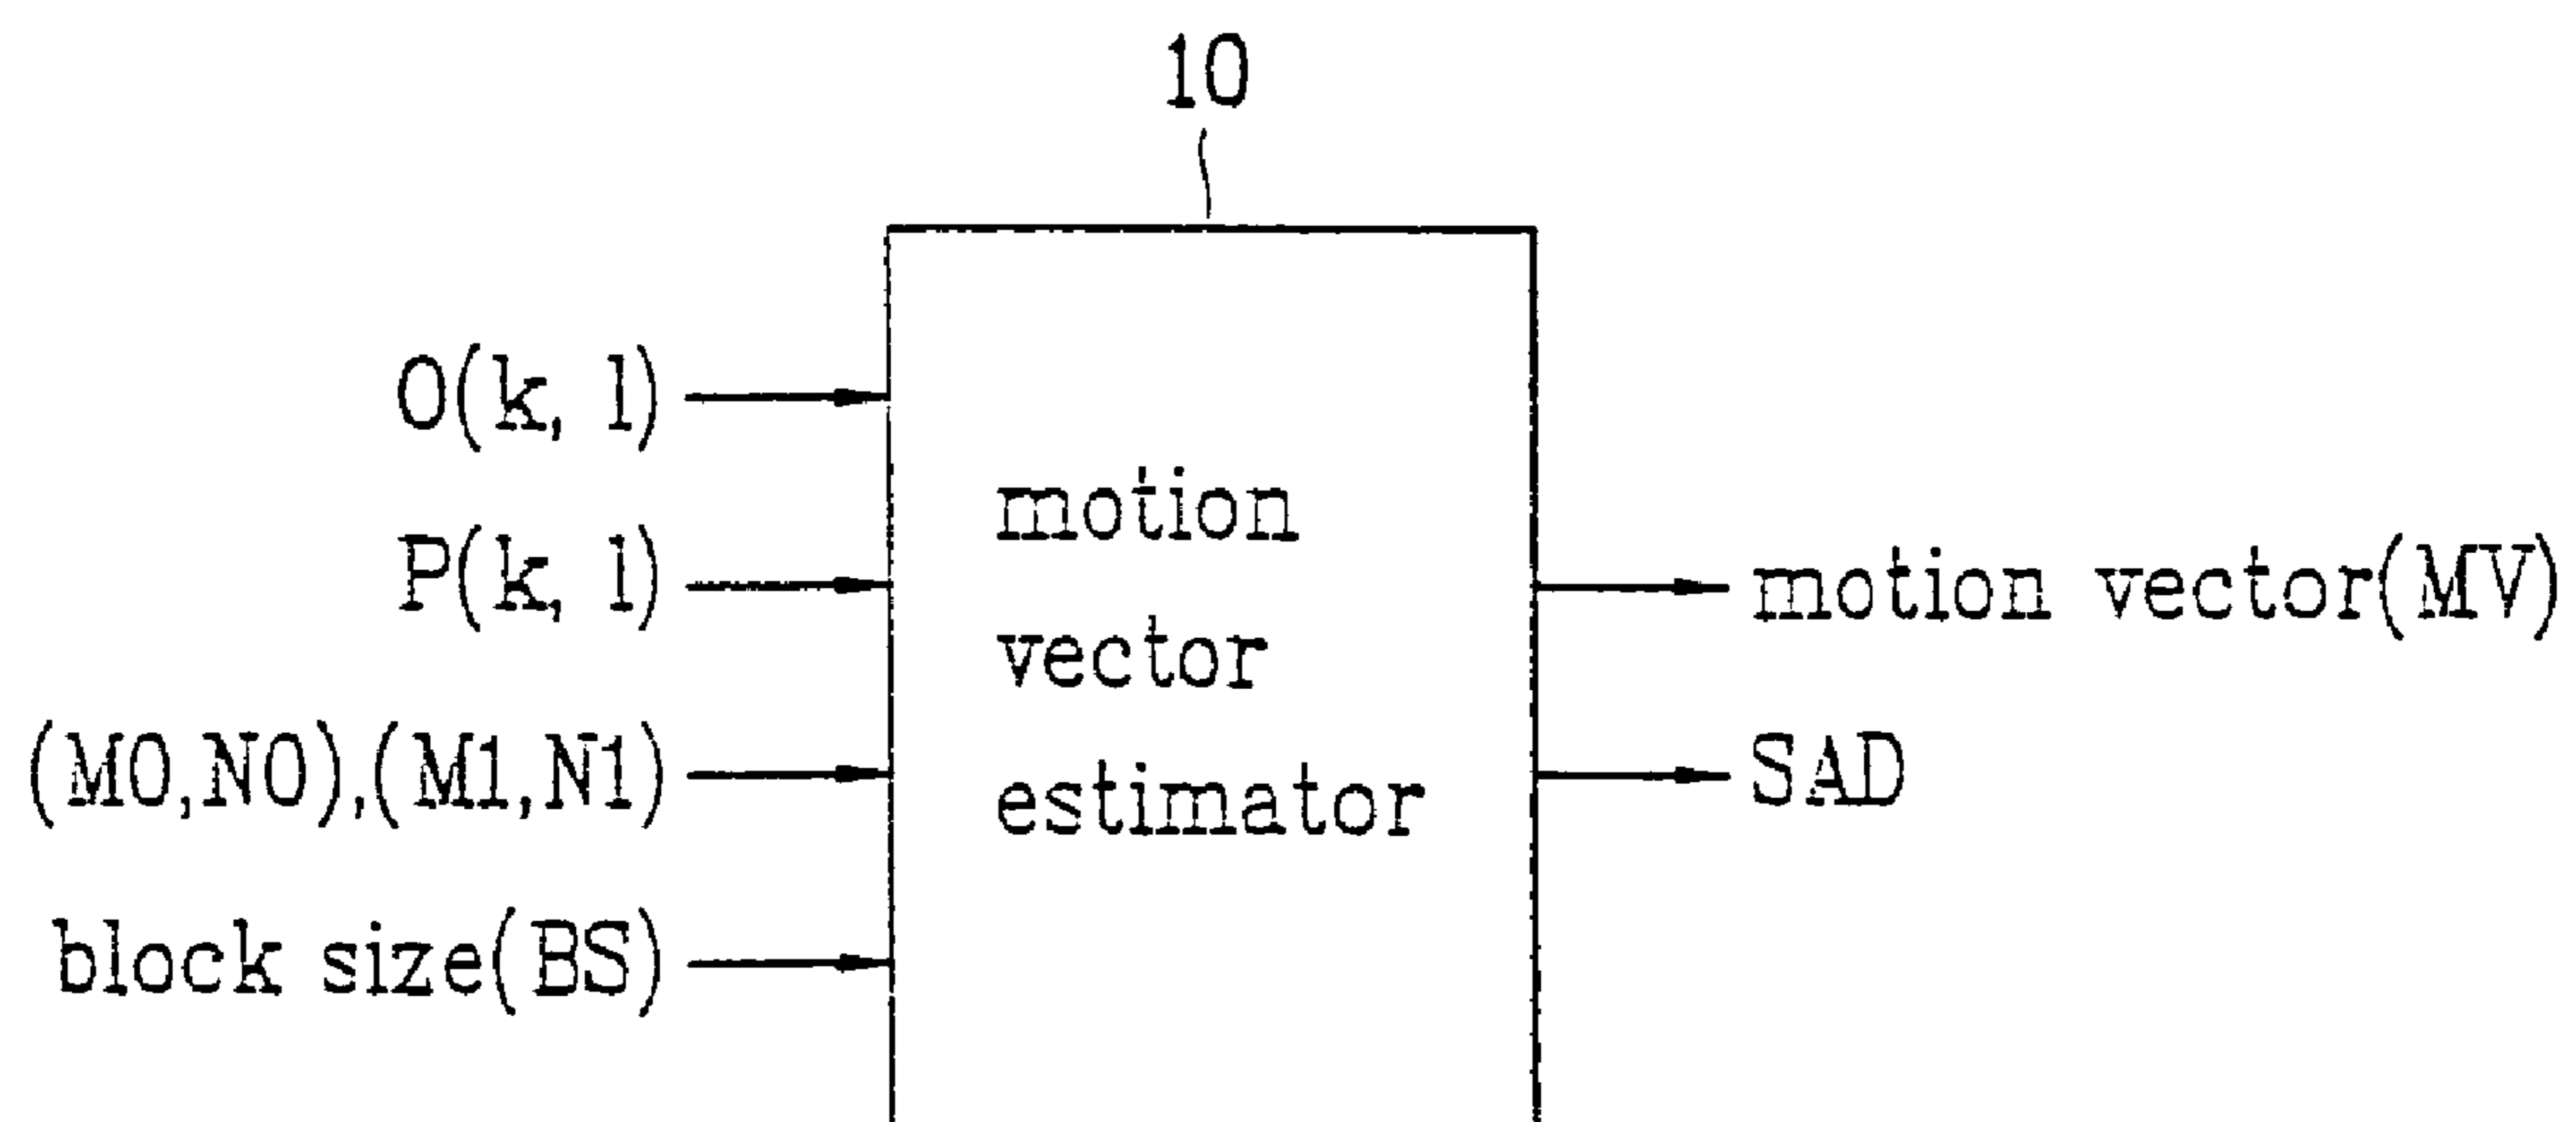 10
O(k, l)
P(k, l)
(M0,N0),(M1,N1)
block size(BS)
motion
vector
estimator
motion vector(MV)
SAD